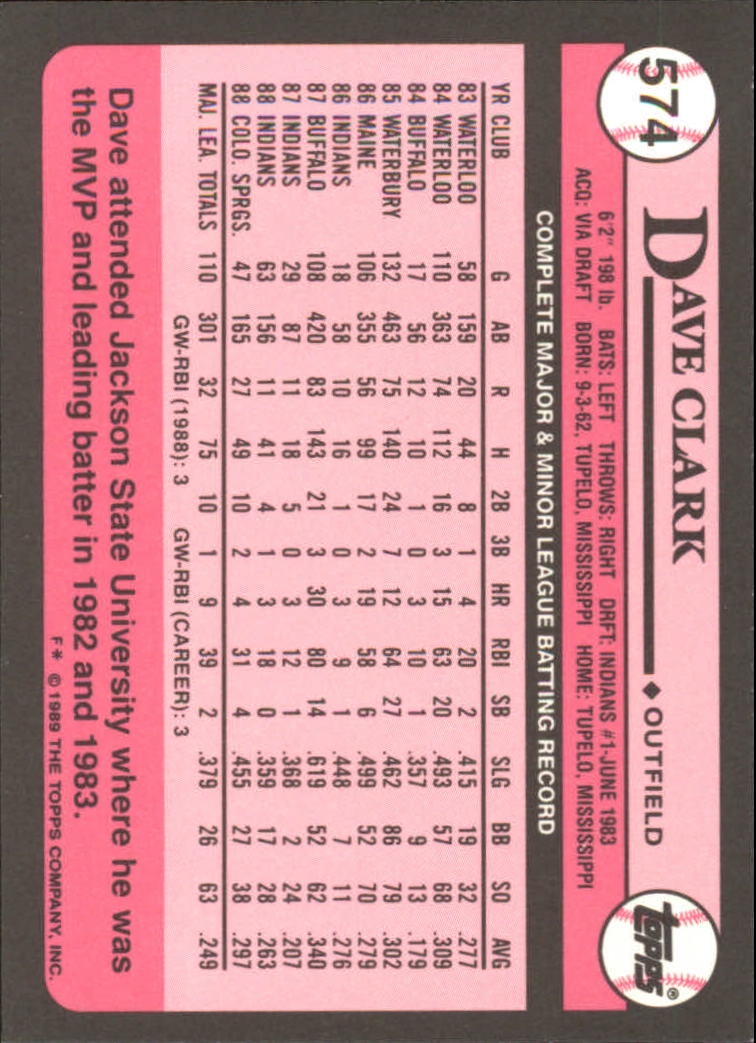 574
DAVE CLARK ♦ OUTFIELD
topps®
6'2" 198 lb. BATS: LEFT THROWS: RIGHT DRFT: INDIANS #1-JUNE 1983
ACQ: VIA DRAFT BORN: 9-3-62, TUPELO, MISSISSIPPI HOME: TUPELO, MISSISSIPPI
COMPLETE MAJOR & MINOR LEAGUE BATTING RECORD
YR CLUB G AB R H 2B 3B HR RBI SB SLG BB SO AVG
83 WATERLOO 58 159 20 44 8 1 4 20 2 .415 19 32 .277
84 WATERLOO 110 363 74 112 16 3 15 63 20 .493 57 68 .309
84 BUFFALO 17 56 12 10 1 0 3 10 1 .357 9 13 .179
85 WATERBURY 132 463 75 140 24 7 12 64 27 .462 86 79 .302
86 MAINE 106 355 56 99 17 2 19 58 6 .499 52 70 .279
86 INDIANS 18 58 10 16 1 0 3 9 1 .448 7 11 .276
87 BUFFALO 108 420 83 143 21 3 30 80 14 .619 52 62 .340
87 INDIANS 29 87 11 18 5 0 3 12 1 .368 2 24 .207
88 INDIANS 63 156 11 41 4 1 3 18 0 .359 17 28 .263
88 COLO. SPRGS. 47 165 27 49 10 2 4 31 4 .455 27 38 .297
MAJ. LEA. TOTALS 110 301 32 75 10 1 9 39 2 .379 26 63 .249
GW-RBI (1988): 3 GW-RBI (CAREER): 3
Dave attended Jackson State University where he was
the MVP and leading batter in 1982 and 1983.
F* © 1989 THE TOPPS COMPANY, INC.